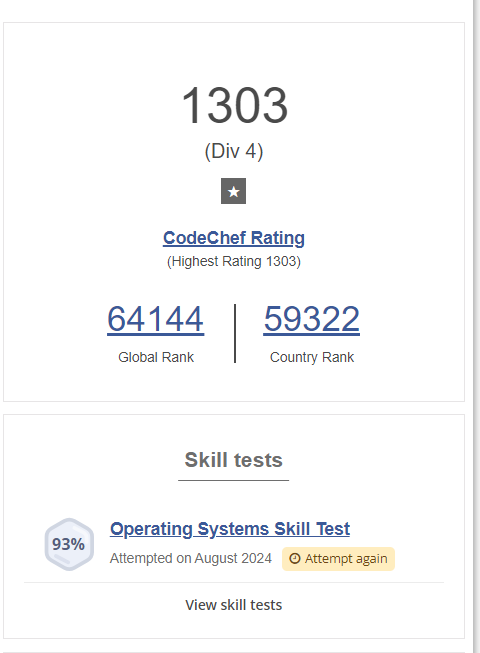 1303
(Div 4)
★
CodeChef Rating
(Highest Rating 1303)
64144
59322
Global Rank
Country Rank
Skill tests
93%
Operating Systems Skill Test
Attempted on August 2024
Attempt again
View skill tests